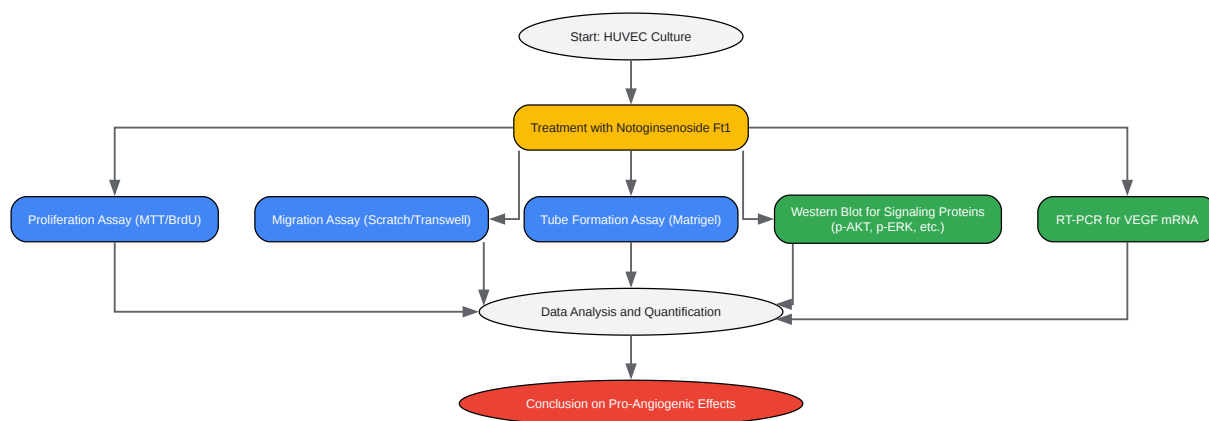 Start: HUVEC Culture
Treatment with Notoginsenoside Ft1
Proliferation Assay (MTT/BrdU)
Migration Assay (Scratch/Transwell)
Tube Formation Assay (Matrigel)
Western Blot for Signaling Proteins
(p-AKT, p-ERK, etc.)
RT-PCR for VEGF mRNA
Data Analysis and Quantification
Conclusion on Pro-Angiogenic Effects